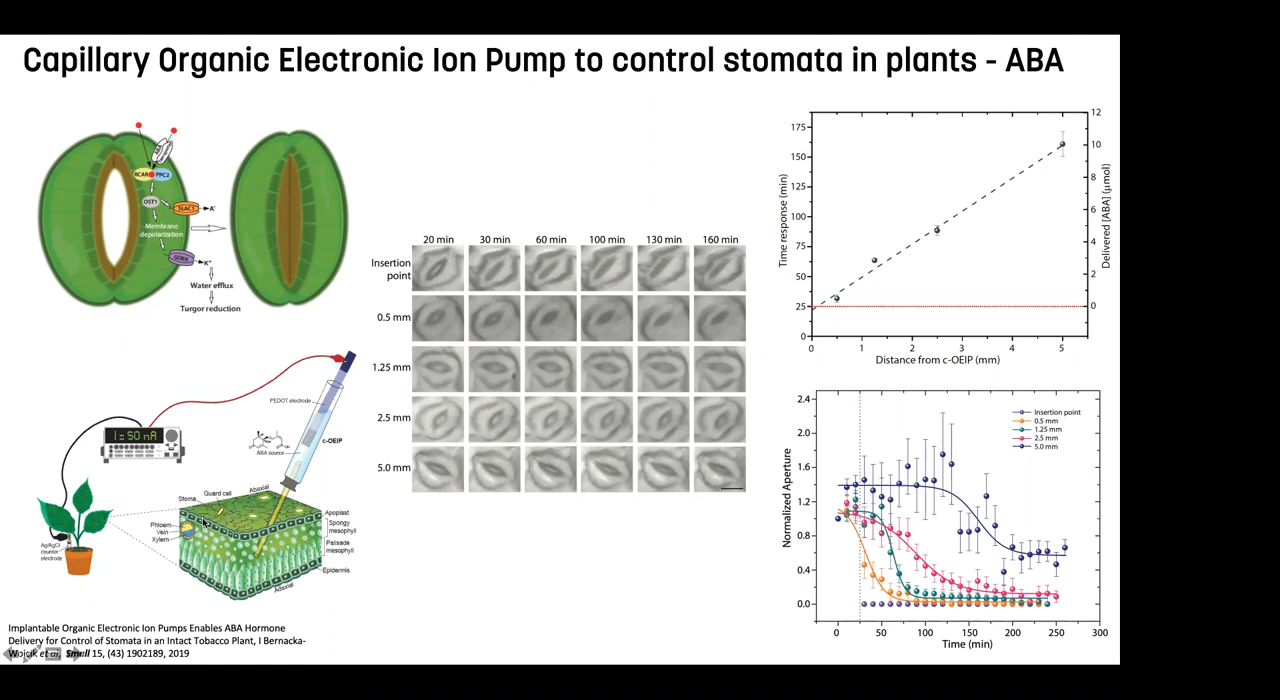 Capillary Organic Electronic Ion Pump to control stomata in plants - ABA
ABA
RCAR
PPC2
OST1
SLAC1
A⁻
Membrane
depolarization
GORK
K⁺
Water efflux
Turgor reduction
20 min 30 min 60 min 100 min 130 min 160 min
Insertion
point
0.5 mm
1.25 mm
2.5 mm
5.0 mm
175
150
125
100
75
50
25
0
Time response (min)
12
10
8
6
4
2
0
Delivered [ABA] (μmol)
0 1 2 3 4 5
Distance from c-OEIP (mm)
I = 50 nA
PEDOT electrode
c-OEIP
ABA source
Ag/AgCl
counter
electrode
Stoma
Guard cell
Abaxial
Apoplast
Spongy
mesophyll
Palisade
mesophyll
Epidermis
Adaxial
Phloem
Vein
Xylem
2.4
2.0
1.6
1.2
0.8
0.4
0.0
Normalized Aperture
Insertion point
0.5 mm
1.25 mm
2.5 mm
5.0 mm
0 50 100 150 200 250 300
Time (min)
Implantable Organic Electronic Ion Pumps Enables ABA Hormone
Delivery for Control of Stomata in an Intact Tobacco Plant, I Bernacka-
Wojcik et al, Small 15, (43) 1902189, 2019